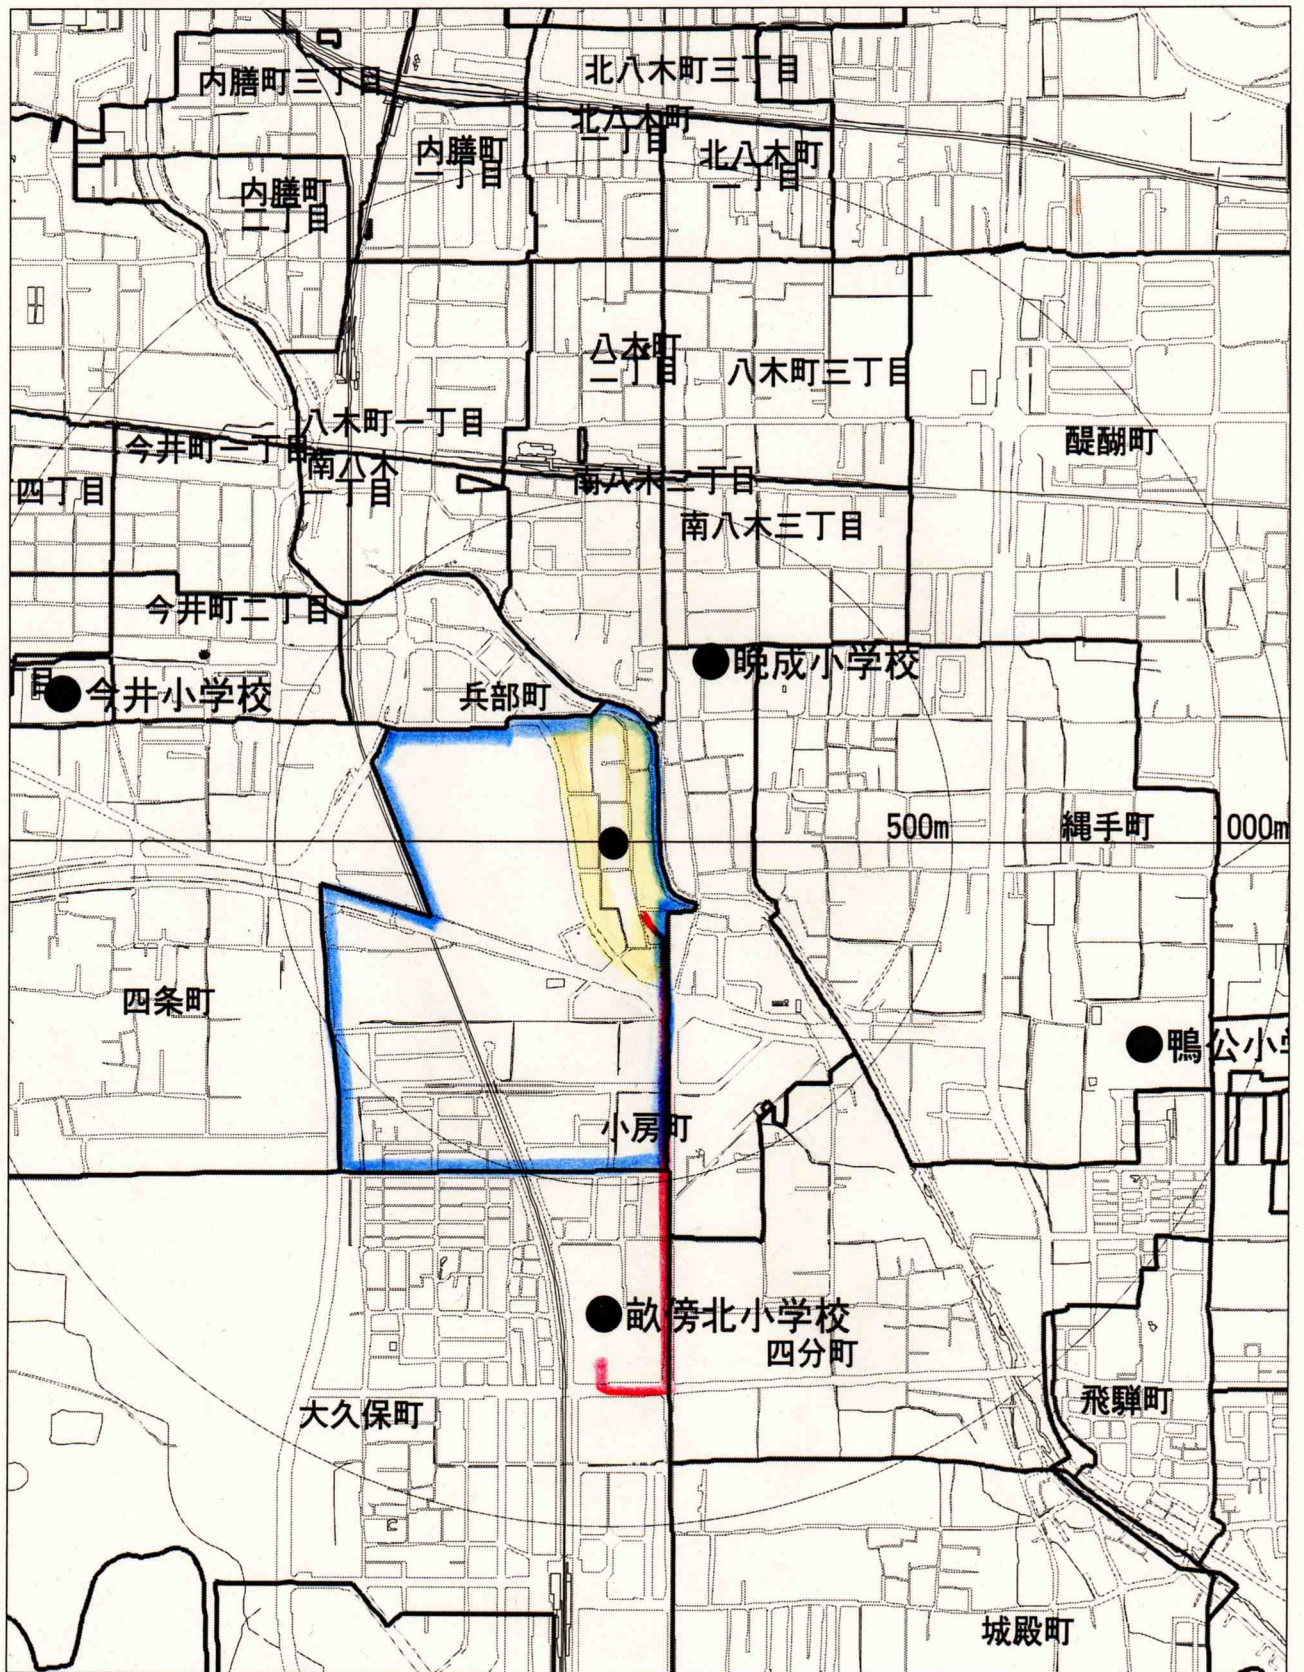 北八木町三丁目
内膳町三丁目
北八木町
二丁目
内膳町
一丁目
北八木町
一丁目
内膳町
二丁目
八木町
二丁目
八木町三丁目
八木町一丁目
醍醐町
今井町一丁目
南八木
一丁目
南八木二丁目
四丁目
南八木三丁目
今井町二丁目
晩成小学校
目
今井小学校
兵部町
500m
縄手町
1000m
四条町
鴨公小学
小房町
畝傍北小学校
四分町
飛騨町
大久保町
城殿町